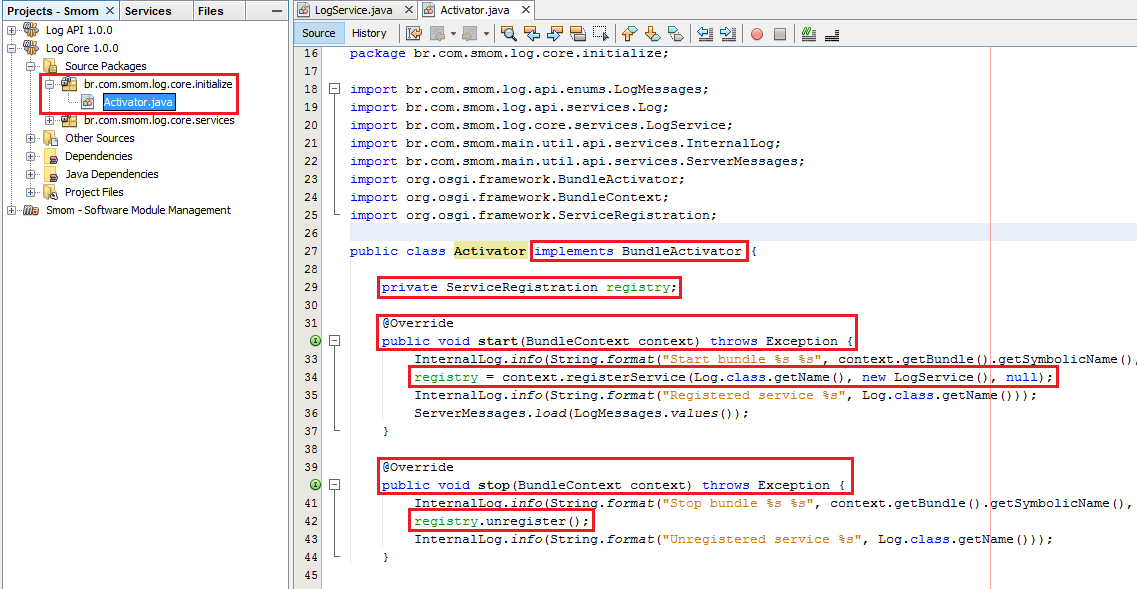 Projects - Smom × Services Files
Log API 1.0.0
Log Core 1.0.0
Source Packages
br.com.smom.log.core.initialize
Activator.java
br.com.smom.log.core.services
Other Sources
Dependencies
Java Dependencies
Project Files
Smom - Software Module Management
LogService.java × Activator.java ×
Source History
16 package br.com.smom.log.core.initialize;
17
18 import br.com.smom.log.api.enums.LogMessages;
19 import br.com.smom.log.api.services.Log;
20 import br.com.smom.log.core.services.LogService;
21 import br.com.smom.main.util.api.services.InternalLog;
22 import br.com.smom.main.util.api.services.ServerMessages;
23 import org.osgi.framework.BundleActivator;
24 import org.osgi.framework.BundleContext;
25 import org.osgi.framework.ServiceRegistration;
26
27 public class Activator implements BundleActivator {
28
29 private ServiceRegistration registry;
30
31 @Override
public void start(BundleContext context) throws Exception {
33 InternalLog.info(String.format("Start bundle %s %s", context.getBundle().getSymbolicName(),
34 registry = context.registerService(Log.class.getName(), new LogService(), null);
35 InternalLog.info(String.format("Registered service %s", Log.class.getName()));
36 ServerMessages.load(LogMessages.values());
37 }
38
39 @Override
public void stop(BundleContext context) throws Exception {
41 InternalLog.info(String.format("Stop bundle %s %s", context.getBundle().getSymbolicName(),
42 registry.unregister();
43 InternalLog.info(String.format("Unregistered service %s", Log.class.getName()));
44 }
45